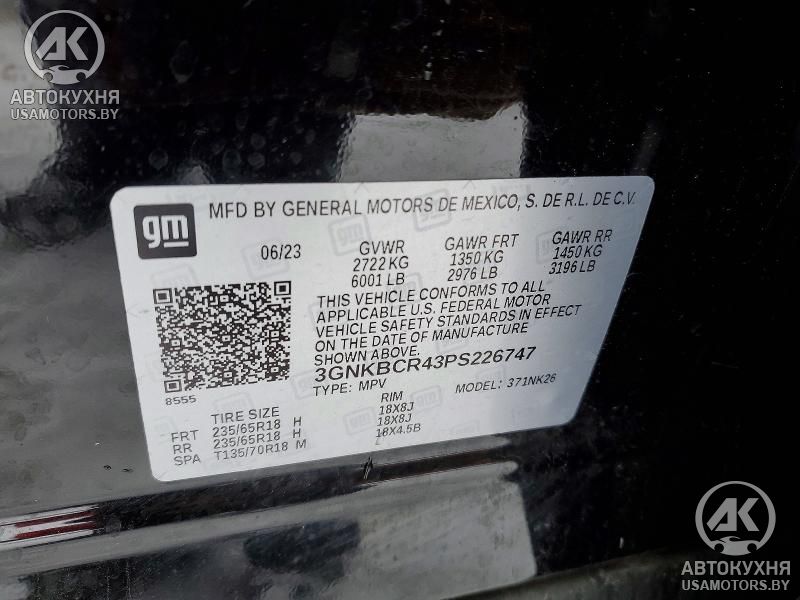 AK
АВТОКУХНЯ
USAMOTORS.BY
gm
MFD BY GENERAL MOTORS DE MEXICO, S. DE R.L. DE C.V.
06/23 GVWR GAWR FRT GAWR RR
2722 KG 1350 KG 1450 KG
6001 LB 2976 LB 3196 LB
THIS VEHICLE CONFORMS TO ALL
APPLICABLE U.S. FEDERAL MOTOR
VEHICLE SAFETY STANDARDS IN EFFECT
ON THE DATE OF MANUFACTURE
SHOWN ABOVE.
3GNKBCR43PS226747
8555 TYPE: MPV MODEL: 371NK26
TIRE SIZE RIM
FRT 235/65R18 H 18X8J
RR 235/65R18 H 18X8J
SPA T135/70R18 M 18X4.5B
AK
АВТОКУХНЯ
USAMOTORS.BY